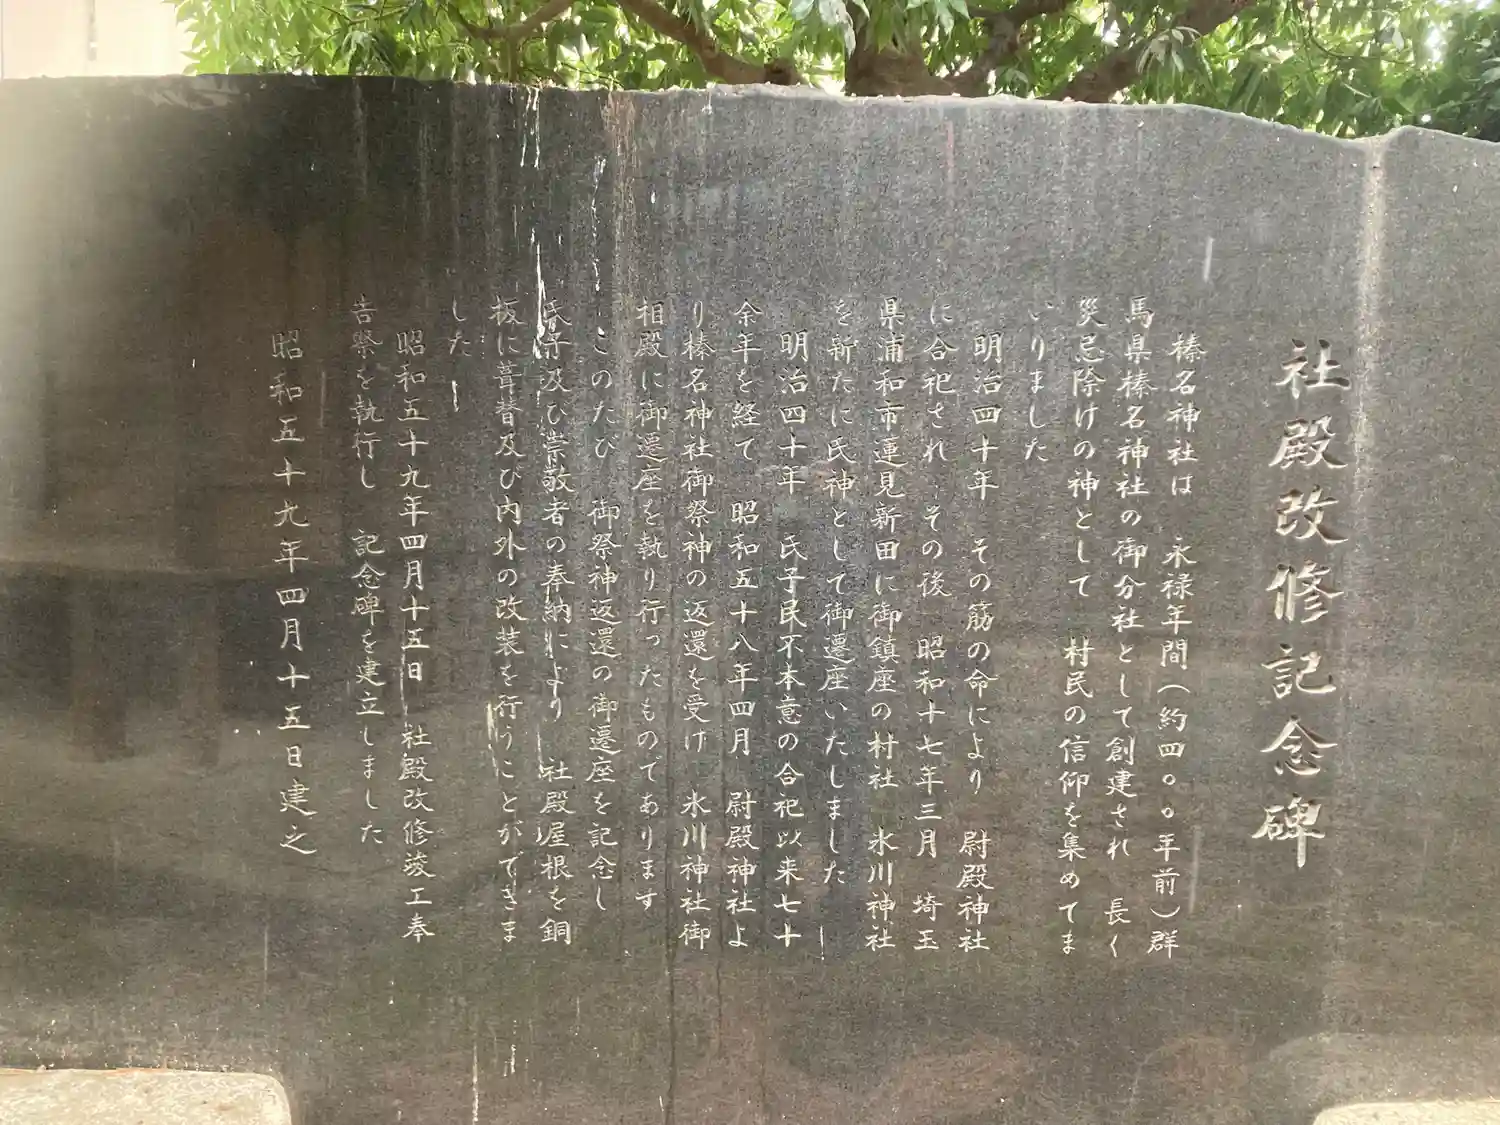 社殿改修記念碑
榛名神社は 永禄年間(約四〇〇年前)群
馬県榛名神社の御分社として創建され 長く
災忌除けの神として 村民の信仰を集めてま
いりました
明治四十年 その筋の命により 尉殿神社
に合祀され その後 昭和十七年三月 埼玉
県浦和市蓮見新田に御鎮座の村社 氷川神社
を新たに氏神として御遷座いたしました
明治四十年 氏子民不本意の合祀以来七十
余年を経て 昭和五十八年四月 尉殿神社よ
り榛名神社御祭神の返還を受け 氷川神社御
相殿に御遷座を執り行ったものであります
このたび 御祭神返還の御遷座を記念し
氏子及び崇敬者の奉納により 社殿屋根を銅
板に葺替及び内外の改装を行うことができま
した
昭和五十九年四月十五日 社殿改修竣工奉
告祭を執行し 記念碑を建立しました
昭和五十九年四月十五日建之